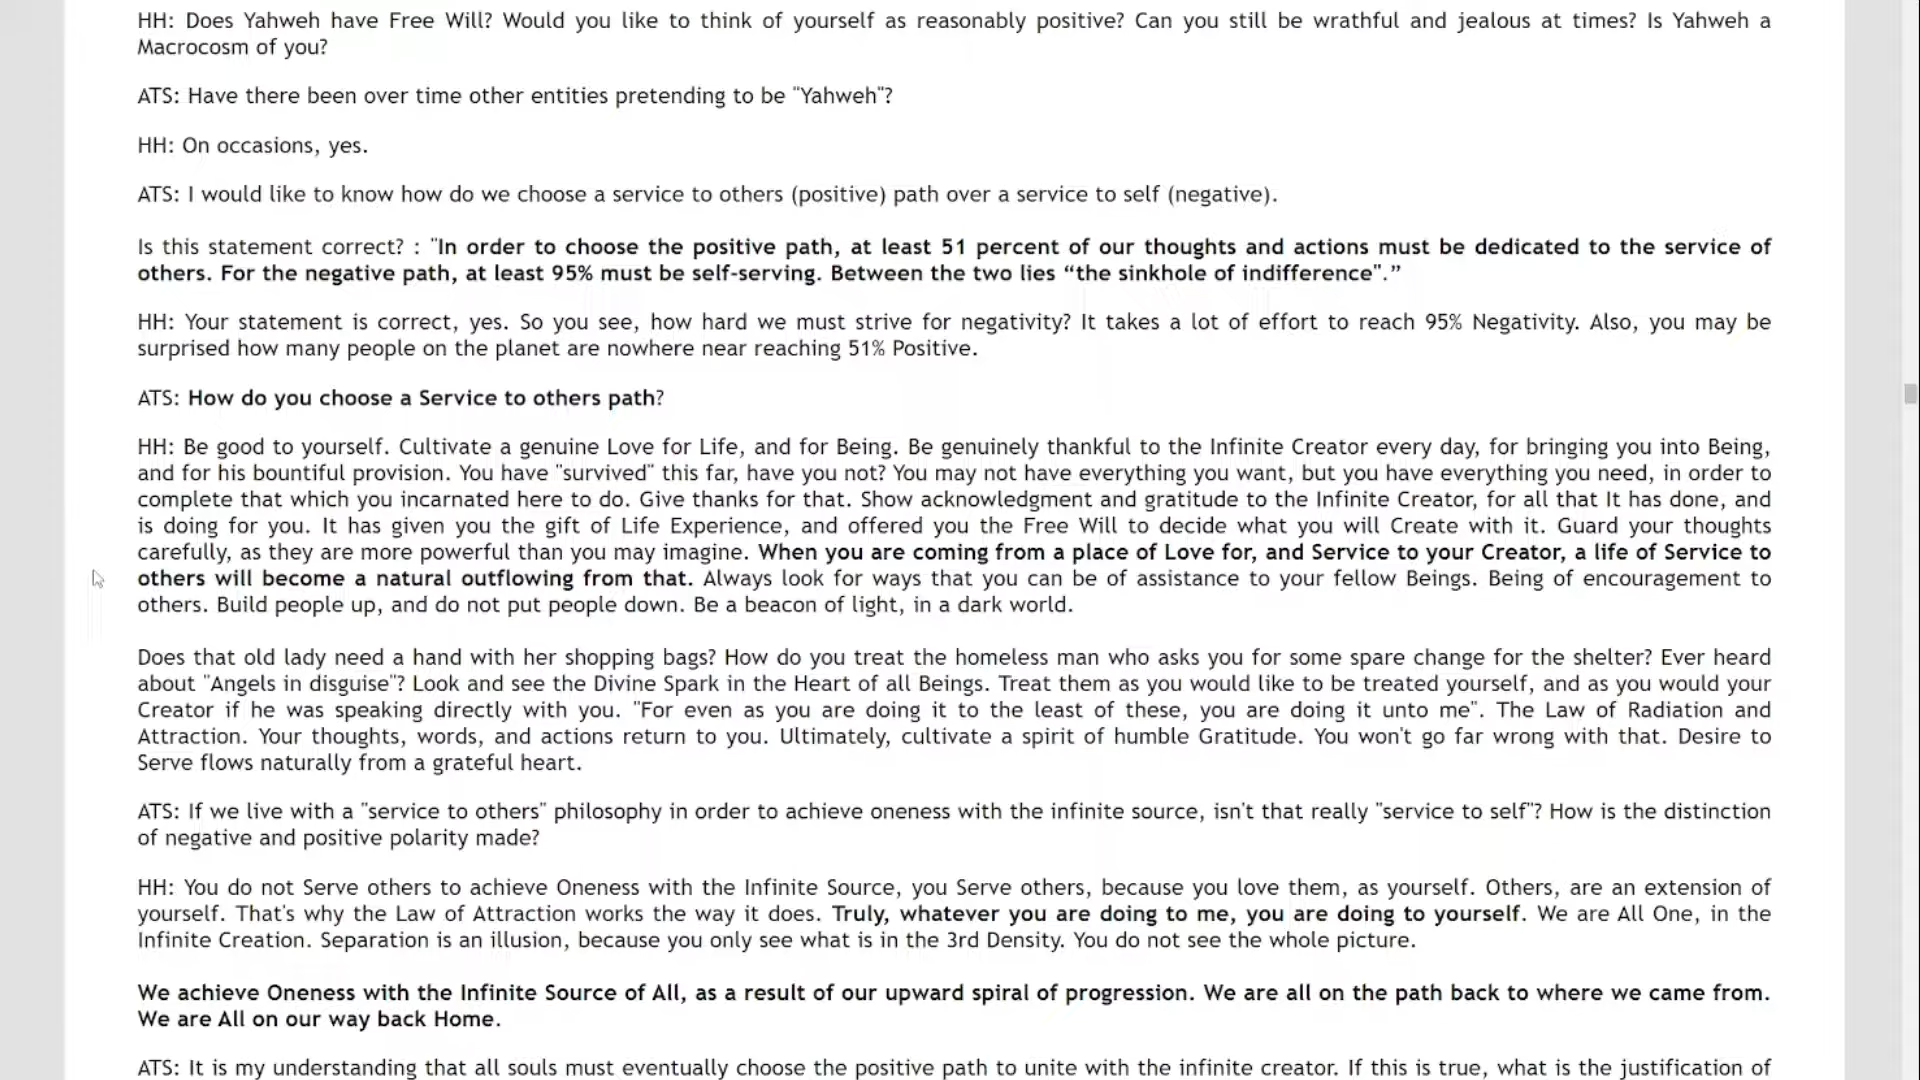 HH: Does Yahweh have Free Will? Would you like to think of yourself as reasonably positive? Can you still be wrathful and jealous at times? Is Yahweh a
Macrocosm of you?
ATS: Have there been over time other entities pretending to be "Yahweh"?
HH: On occasions, yes.
ATS: I would like to know how do we choose a service to others (positive) path over a service to self (negative).
Is this statement correct? : "In order to choose the positive path, at least 51 percent of our thoughts and actions must be dedicated to the service of
others. For the negative path, at least 95% must be self-serving. Between the two lies “the sinkhole of indifference".”
HH: Your statement is correct, yes. So you see, how hard we must strive for negativity? It takes a lot of effort to reach 95% Negativity. Also, you may be
surprised how many people on the planet are nowhere near reaching 51% Positive.
ATS: How do you choose a Service to others path?
HH: Be good to yourself. Cultivate a genuine Love for Life, and for Being. Be genuinely thankful to the Infinite Creator every day, for bringing you into Being,
and for his bountiful provision. You have "survived" this far, have you not? You may not have everything you want, but you have everything you need, in order to
complete that which you incarnated here to do. Give thanks for that. Show acknowledgment and gratitude to the Infinite Creator, for all that It has done, and
is doing for you. It has given you the gift of Life Experience, and offered you the Free Will to decide what you will Create with it. Guard your thoughts
carefully, as they are more powerful than you may imagine. When you are coming from a place of Love for, and Service to your Creator, a life of Service to
others will become a natural outflowing from that. Always look for ways that you can be of assistance to your fellow Beings. Being of encouragement to
others. Build people up, and do not put people down. Be a beacon of light, in a dark world.
Does that old lady need a hand with her shopping bags? How do you treat the homeless man who asks you for some spare change for the shelter? Ever heard
about "Angels in disguise"? Look and see the Divine Spark in the Heart of all Beings. Treat them as you would like to be treated yourself, and as you would your
Creator if he was speaking directly with you. "For even as you are doing it to the least of these, you are doing it unto me". The Law of Radiation and
Attraction. Your thoughts, words, and actions return to you. Ultimately, cultivate a spirit of humble Gratitude. You won't go far wrong with that. Desire to
Serve flows naturally from a grateful heart.
ATS: If we live with a "service to others" philosophy in order to achieve oneness with the infinite source, isn't that really "service to self"? How is the distinction
of negative and positive polarity made?
HH: You do not Serve others to achieve Oneness with the Infinite Source, you Serve others, because you love them, as yourself. Others, are an extension of
yourself. That's why the Law of Attraction works the way it does. Truly, whatever you are doing to me, you are doing to yourself. We are All One, in the
Infinite Creation. Separation is an illusion, because you only see what is in the 3rd Density. You do not see the whole picture.
We achieve Oneness with the Infinite Source of All, as a result of our upward spiral of progression. We are all on the path back to where we came from.
We are All on our way back Home.
ATS: It is my understanding that all souls must eventually choose the positive path to unite with the infinite creator. If this is true, what is the justification of